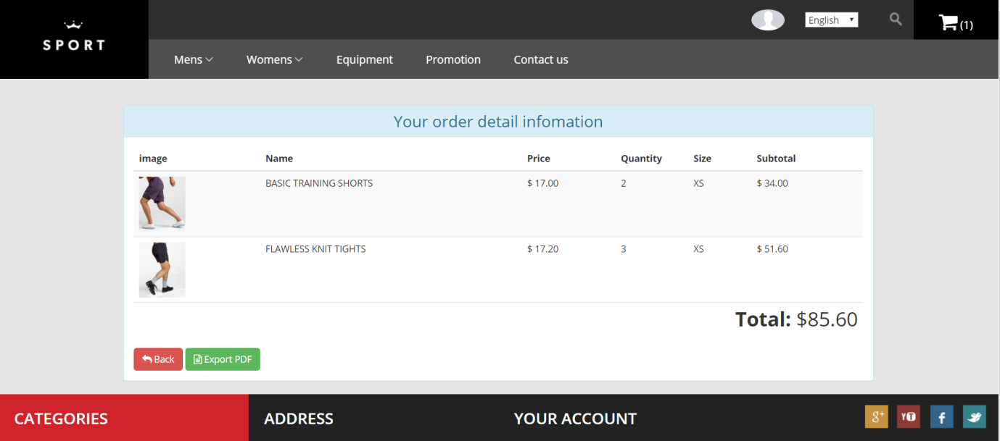 SPORT
English
(1)
Mens
Womens
Equipment
Promotion
Contact us
Your order detail infomation
image Name Price Quantity Size Subtotal
BASIC TRAINING SHORTS $ 17.00 2 XS $ 34.00
FLAWLESS KNIT TIGHTS $ 17.20 3 XS $ 51.60
Total: $85.60
Back
Export PDF
CATEGORIES
ADDRESS
YOUR ACCOUNT